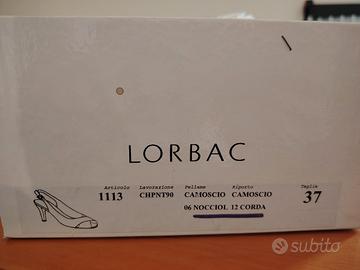 LORBAC
Articolo Lavorazione Pellame Riporto Taglia
1113 CHPNT90 CAMOSCIO CAMOSCIO 37
06 NOCCIOL 12 CORDA
subito